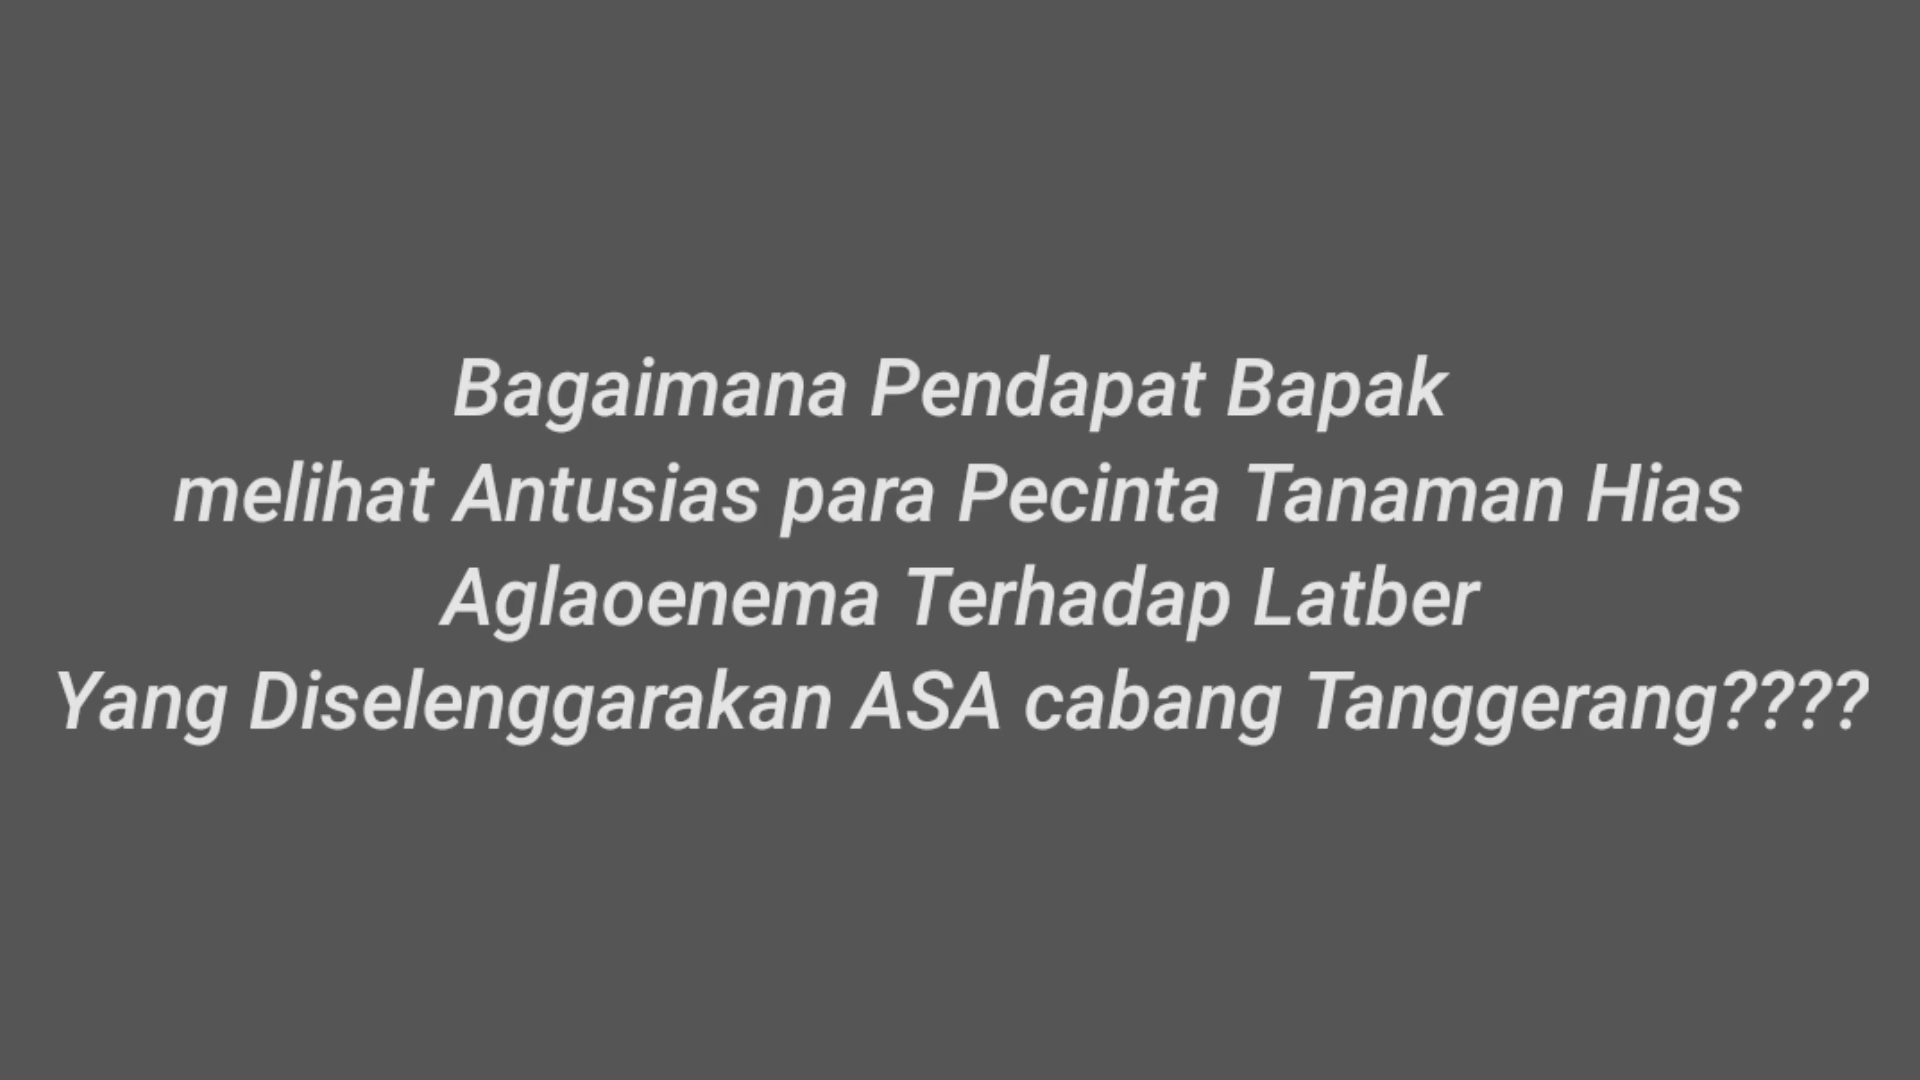 Bagaimana Pendapat Bapak
melihat Antusias para Pecinta Tanaman Hias
Aglaoenema Terhadap Latber
Yang Diselenggarakan ASA cabang Tanggerang????